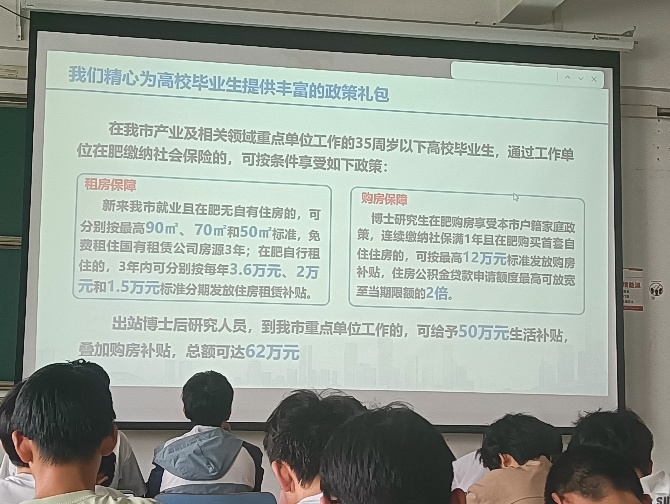 我们精心为高校毕业生提供丰富的政策礼包
在我市产业及相关领域重点单位工作的35周岁以下高校毕业生，通过工作单
位在肥缴纳社会保险的，可按条件享受如下政策：
租房保障
新来我市就业且在肥无自有住房的，可
分别按最高90㎡、70㎡和50㎡标准，免
费租住国有租赁公司房源3年；在肥自行租
住的，3年内可分别按每年3.6万元、2万
元和1.5万元标准分期发放住房租赁补贴。
购房保障
博士研究生在肥购房享受本市户籍家庭政
策，连续缴纳社保满1年且在肥购买首套自
住住房的，可按最高12万元标准发放购房
补贴，住房公积金贷款申请额度最高可放宽
至当期限额的2倍。
出站博士后研究人员，到我市重点单位工作的，可给予50万元生活补贴，
叠加购房补贴，总额可达62万元